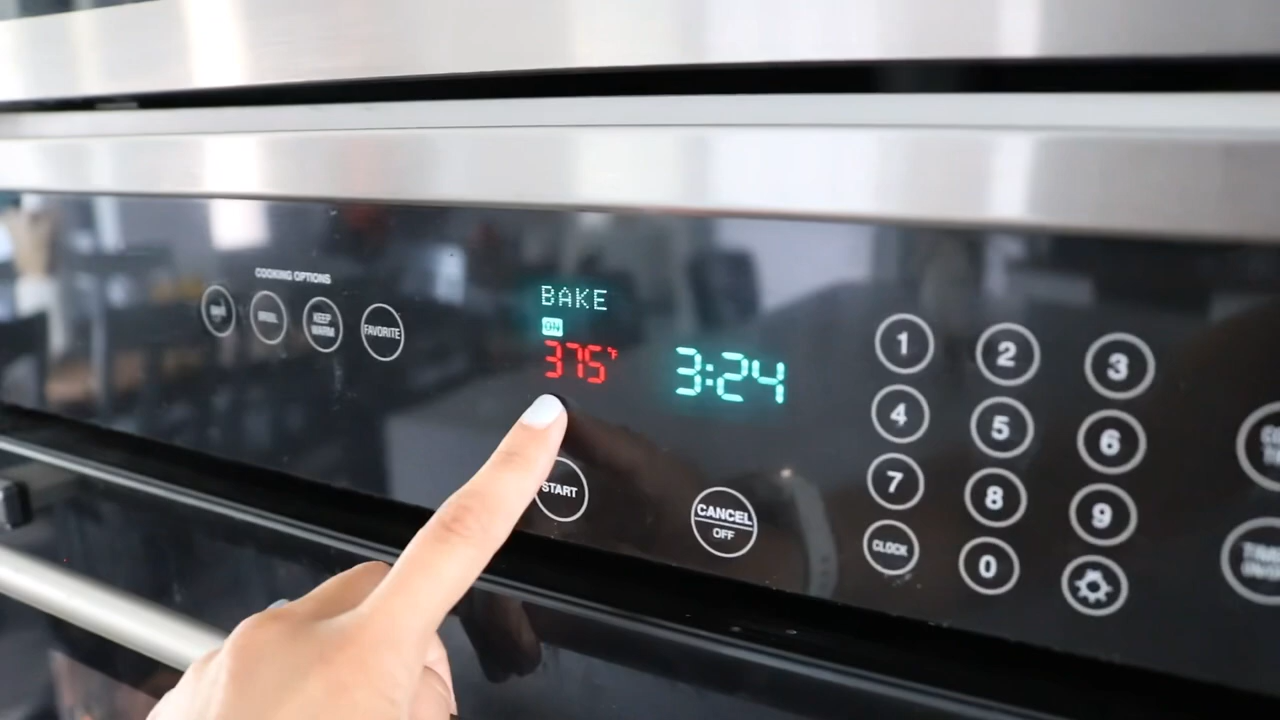 COOKING OPTIONS
BROIL
KEEP
WARM
FAVORITE
BAKE
ON
375°F
3:24
START
CANCEL
OFF
1 2 3
4 5 6
7 8 9
CLOCK 0